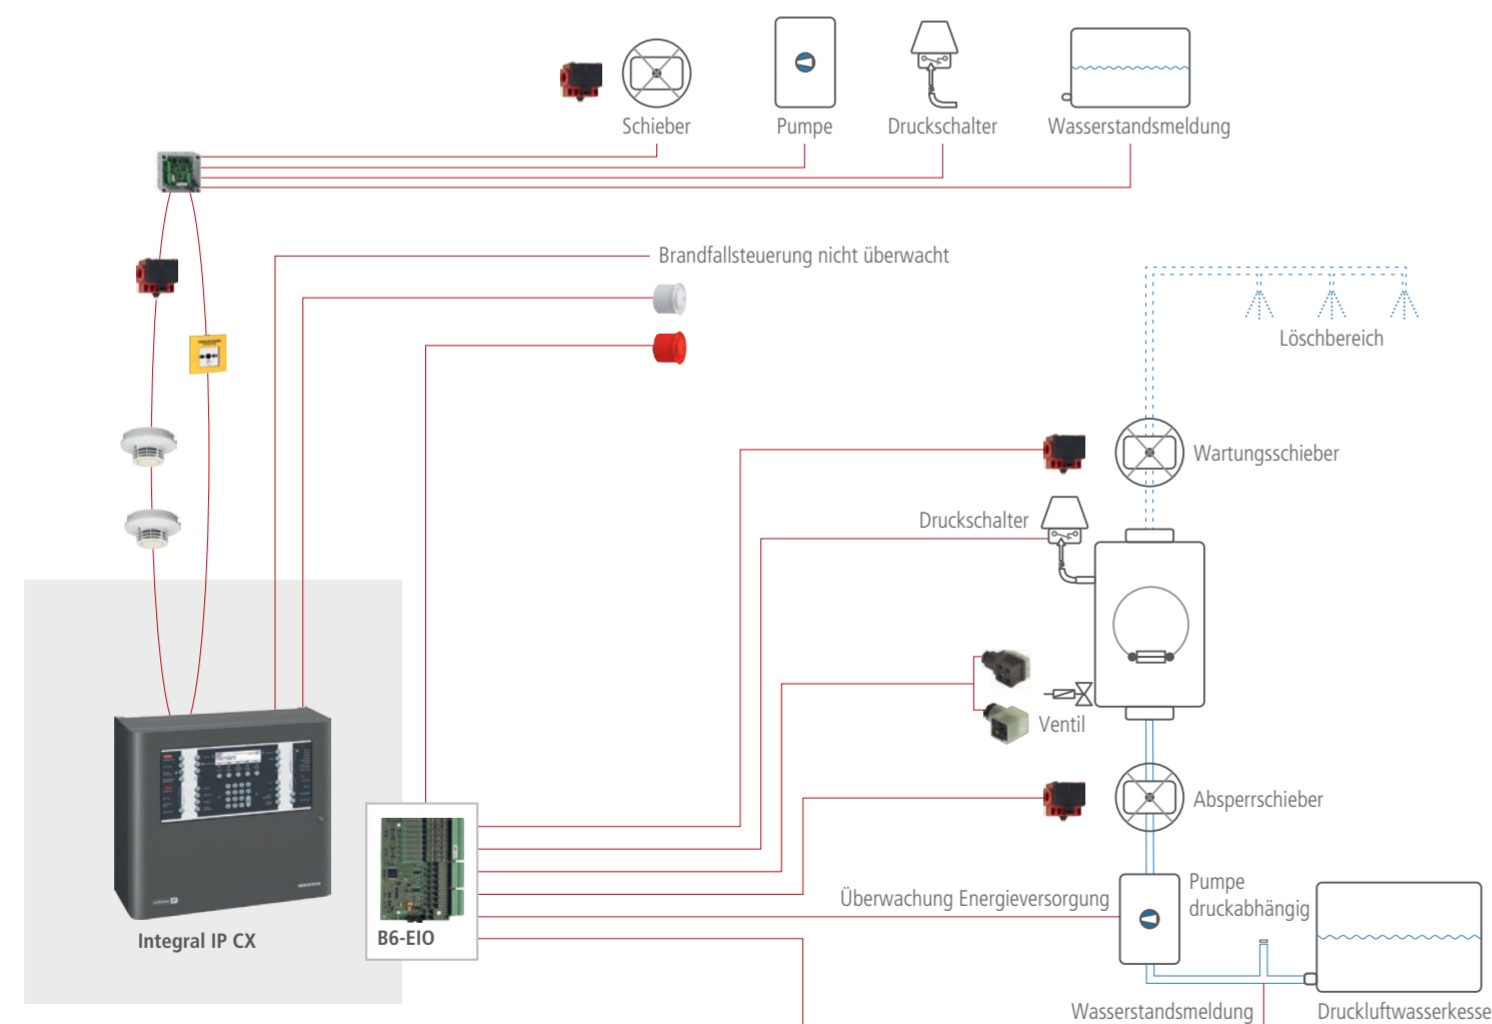 Schieber
Pumpe
Druckschalter
Wasserstandsmeldung
Brandfallsteuerung nicht überwacht
Löschbereich
Wartungsschieber
Druckschalter
Ventil
Absperrschieber
Überwachung Energieversorgung
Pumpe
druckabhängig
Integral IP CX
B6-EIO
Wasserstandsmeldung
Druckluftwasserkesse